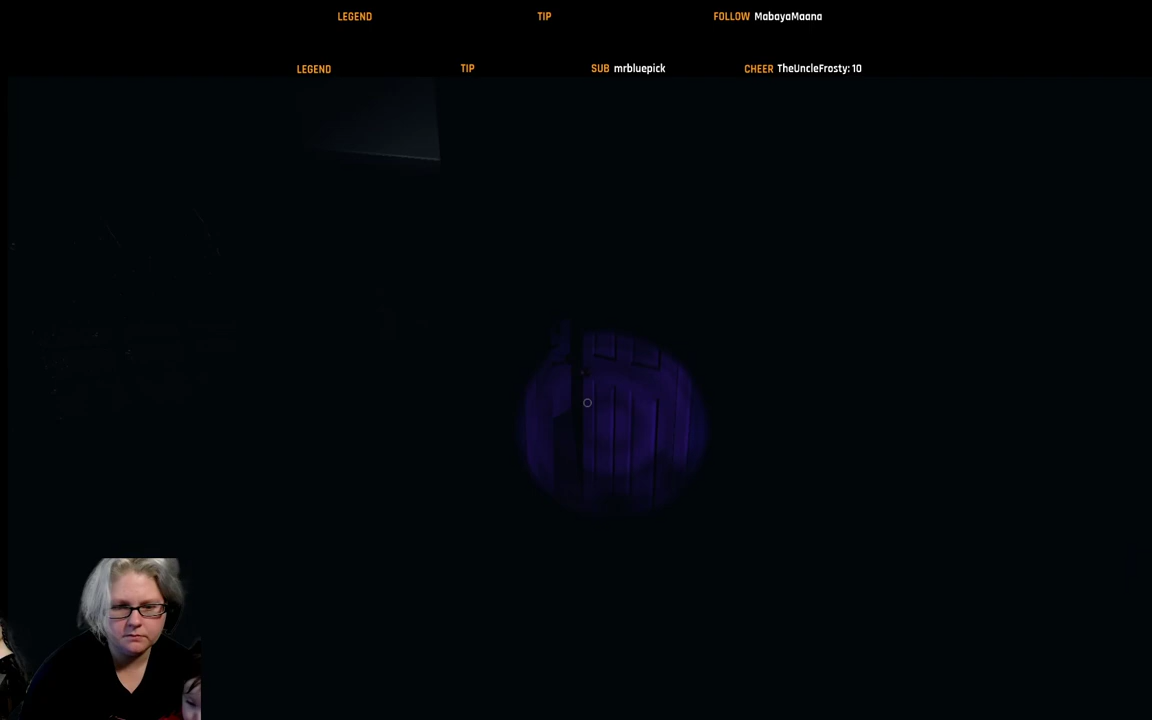 LEGEND TIP FOLLOW MabayaMaana
LEGEND TIP SUB mrbluepick CHEER TheUncleFrosty: 10